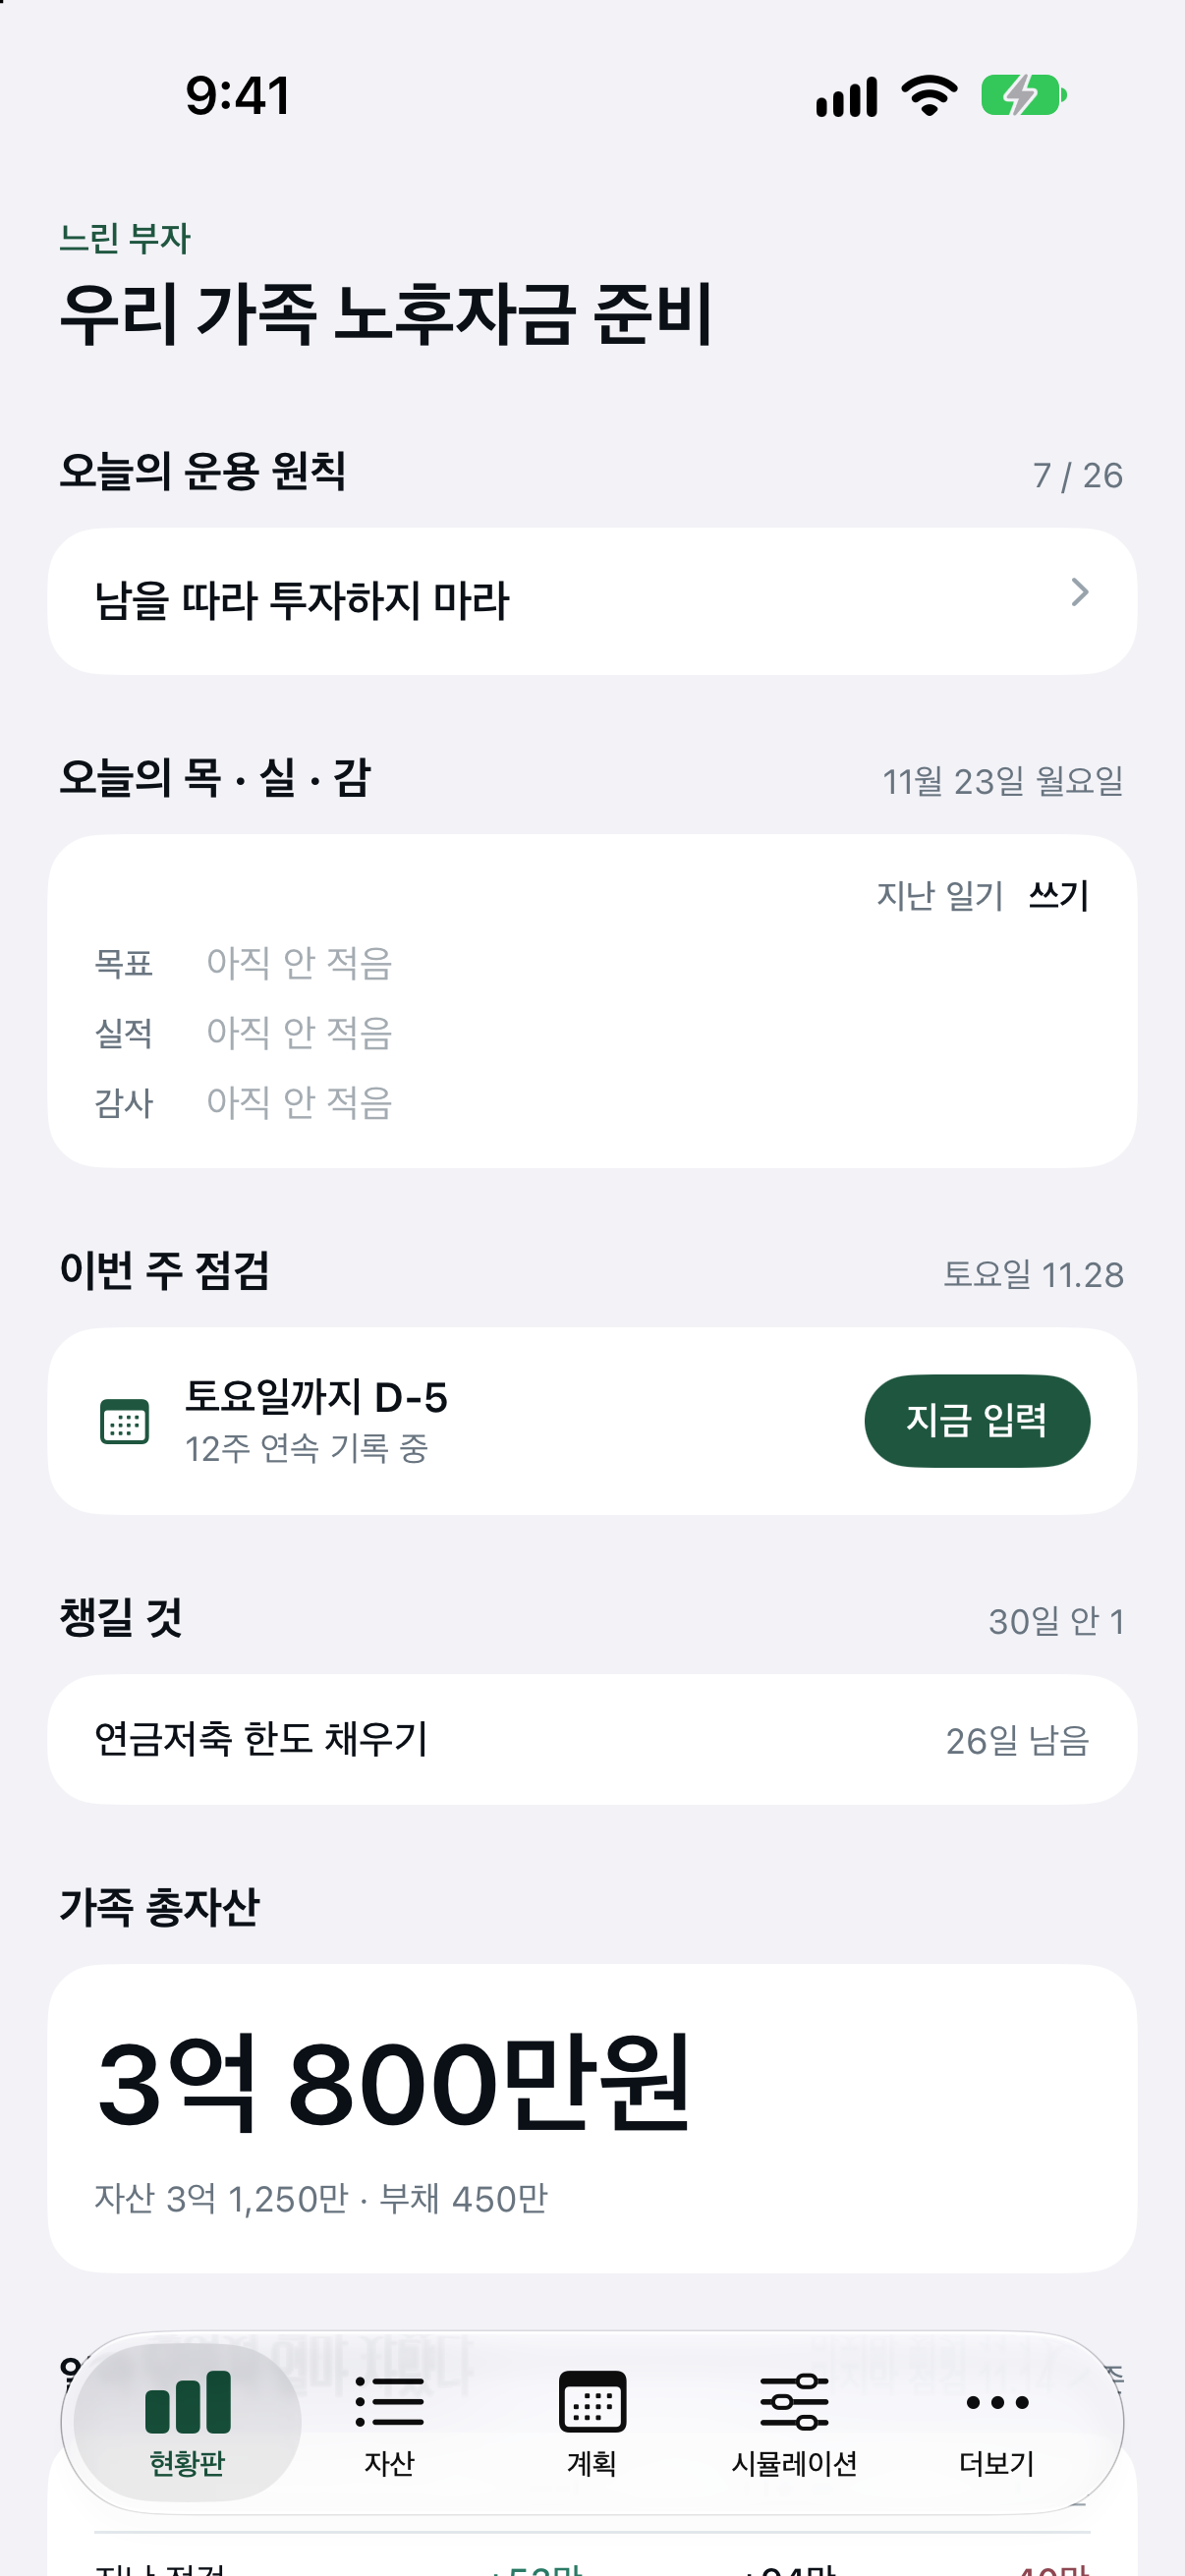 9:41
느린 부자
우리 가족 노후자금 준비
오늘의 운용 원칙 7 / 26
남을 따라 투자하지 마라
오늘의 목 · 실 · 감 11월 23일 월요일
지난 일기 쓰기
목표 아직 안 적음
실적 아직 안 적음
감사 아직 안 적음
이번 주 점검 토요일 11.28
토요일까지 D-5
12주 연속 기록 중
지금 입력
챙길 것 30일 안 1
연금저축 한도 채우기 26일 남음
가족 총자산
3억 800만원
자산 3억 1,250만 · 부채 450만
현황판 자산 계획 시뮬레이션 더보기